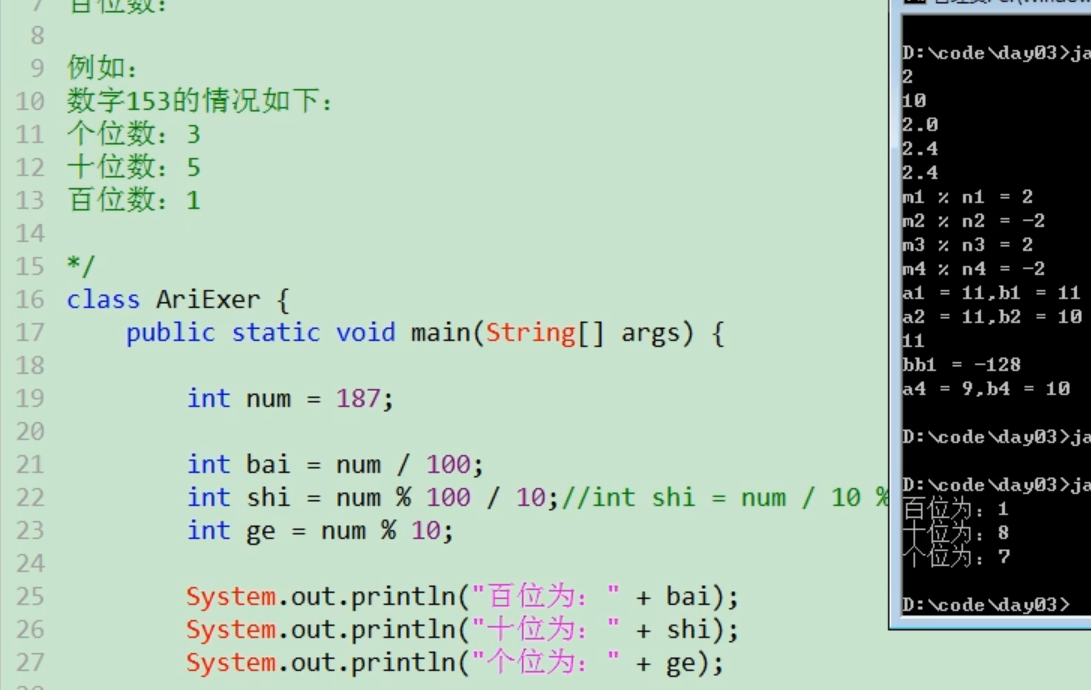 7 百位数:
8
9 例如:
10 数字153的情况如下:
11 个位数: 3
12 十位数: 5
13 百位数: 1
14
15 */
16 class AriExer {
17 public static void main(String[] args) {
18
19 int num = 187;
20
21 int bai = num / 100;
22 int shi = num % 100 / 10;//int shi = num / 10 %
23 int ge = num % 10;
24
25 System.out.println("百位为: " + bai);
26 System.out.println("十位为: " + shi);
27 System.out.println("个位为: " + ge);
D:\code\day03>ja
2
10
2.0
2.4
2.4
m1 % n1 = 2
m2 % n2 = -2
m3 % n3 = 2
m4 % n4 = -2
a1 = 11,b1 = 11
a2 = 11,b2 = 10
11
bb1 = -128
a4 = 9,b4 = 10
D:\code\day03>ja
D:\code\day03>ja
百位为: 1
十位为: 8
个位为: 7
D:\code\day03>